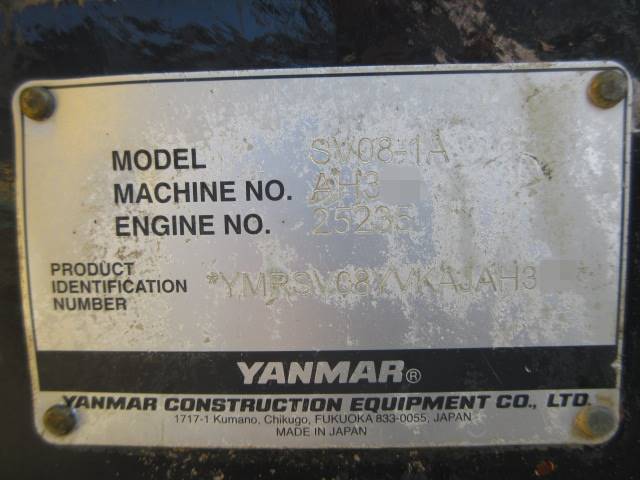 MODEL SV08-1A
MACHINE NO. AH3
ENGINE NO. 25235
PRODUCT
IDENTIFICATION
NUMBER *YMRSV08YVKAJAH3
YANMAR®
YANMAR CONSTRUCTION EQUIPMENT CO., LTD.
1717-1 Kumano, Chikugo, FUKUOKA 833-0055, JAPAN
MADE IN JAPAN